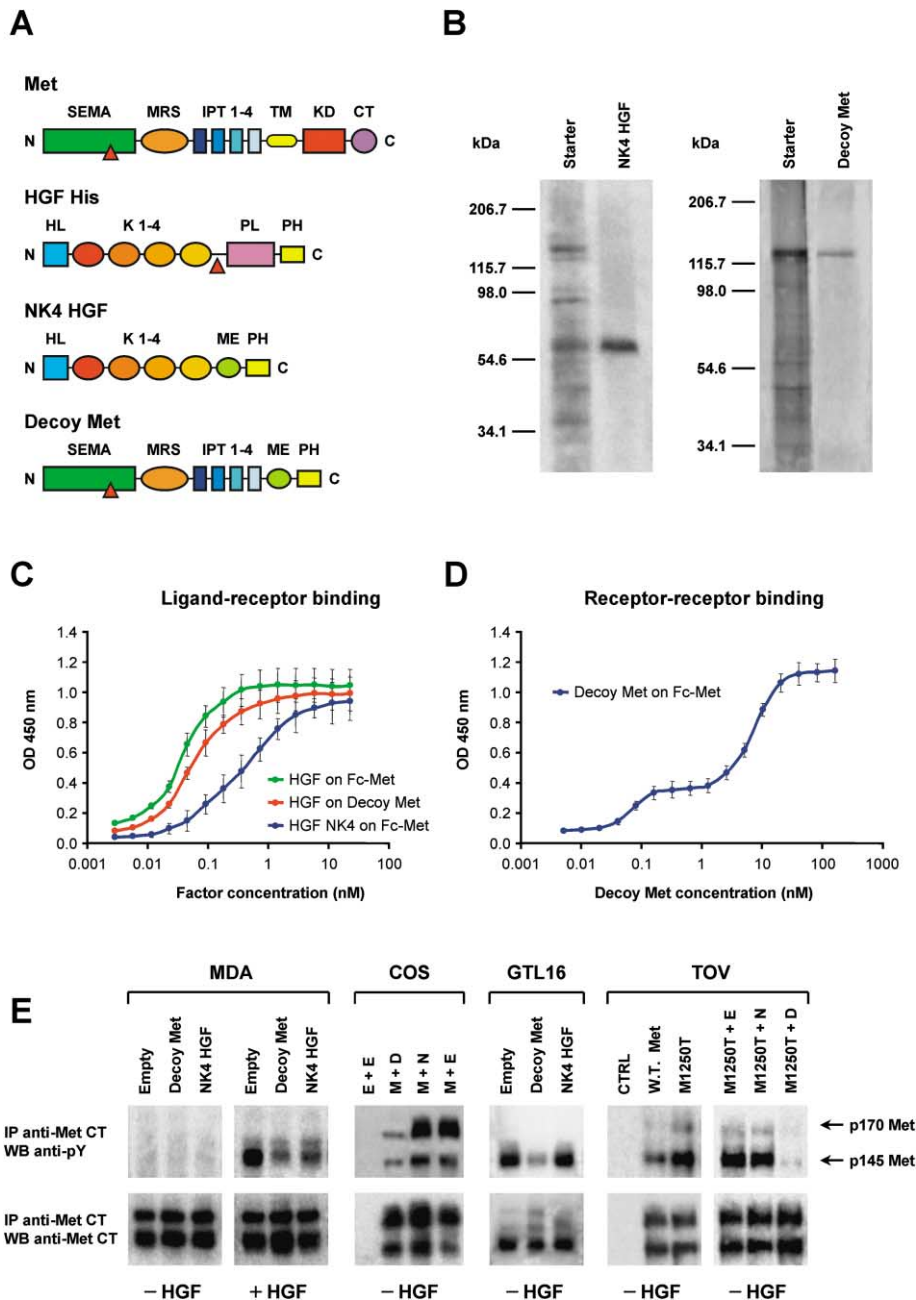 A
Met
SEMA MRS IPT 1-4 TM KD CT
N C
HGF His
HL K 1-4 PL PH
N C
NK4 HGF
HL K 1-4 ME PH
N C
Decoy Met
SEMA MRS IPT 1-4 ME PH
N C
B
kDa Starter NK4 HGF
206.7
115.7
98.0
54.6
34.1
kDa Starter Decoy Met
206.7
115.7
98.0
54.6
34.1
C
Ligand-receptor binding
OD 450 nm
1.4
1.2
1.0
0.8
0.6
0.4
0.2
0.0
HGF on Fc-Met
HGF on Decoy Met
HGF NK4 on Fc-Met
0.001 0.01 0.1 1 10 100
Factor concentration (nM)
D
Receptor-receptor binding
OD 450 nm
1.4
1.2
1.0
0.8
0.6
0.4
0.2
0.0
Decoy Met on Fc-Met
0.001 0.01 0.1 1 10 100 1000
Decoy Met concentration (nM)
E
MDA COS GTL16 TOV
Empty Decoy Met NK4 HGF Empty Decoy Met NK4 HGF E + E M + D M + N M + E Empty Decoy Met NK4 HGF CTRL W.T. Met M1250T M1250T + E M1250T + N M1250T + D
IP anti-Met CT
WB anti-pY
p170 Met
p145 Met
IP anti-Met CT
WB anti-Met CT
– HGF + HGF – HGF – HGF – HGF – HGF